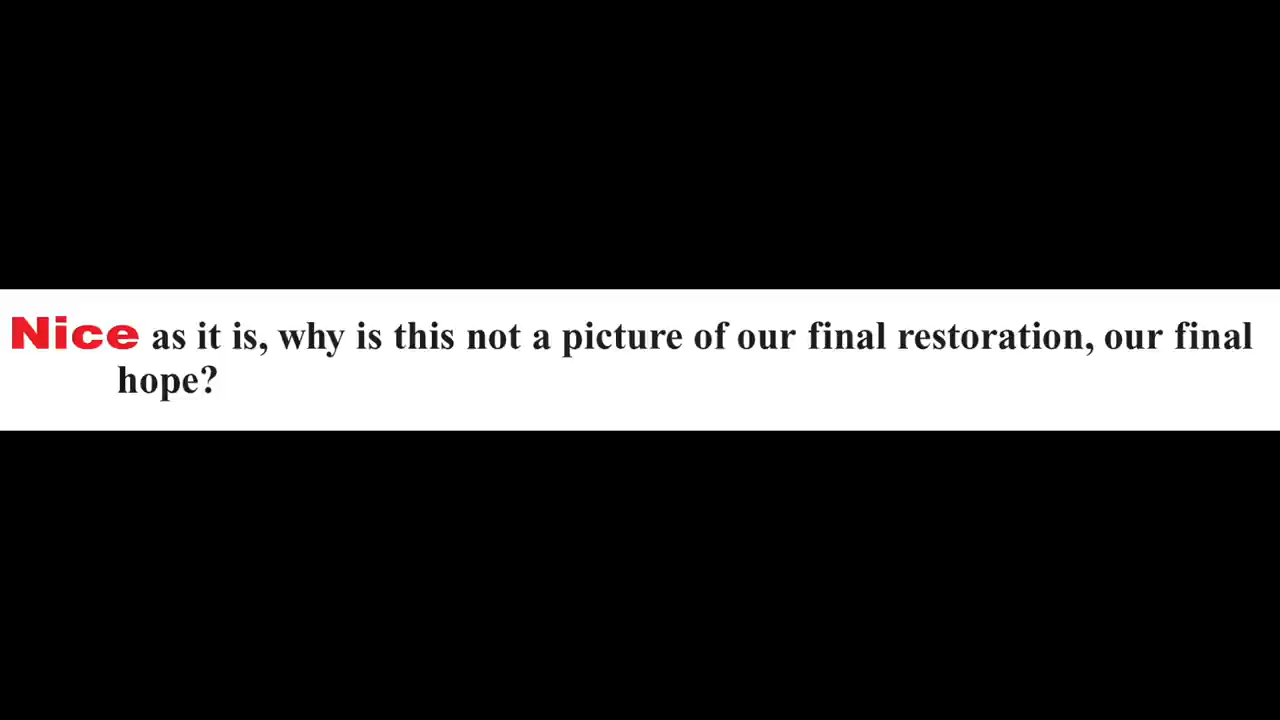 Nice as it is, why is this not a picture of our final restoration, our final
hope?